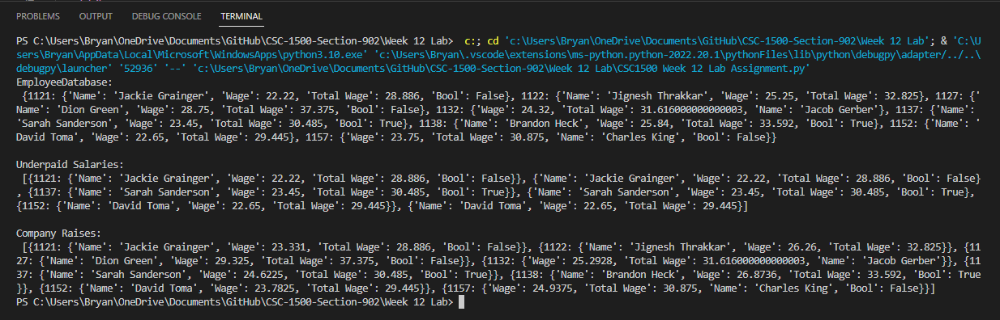 PROBLEMS OUTPUT DEBUG CONSOLE TERMINAL
PS C:\Users\Bryan\OneDrive\Documents\GitHub\CSC-1500-Section-902\Week 12 Lab>  c:; cd 'c:\Users\Bryan\OneDrive\Documents\GitHub\CSC-1500-Section-902\Week 12 Lab'; & 'C:\U
sers\Bryan\AppData\Local\Microsoft\WindowsApps\python3.10.exe' 'c:\Users\Bryan\.vscode\extensions\ms-python.python-2022.20.1\pythonFiles\lib\python\debugpy\adapter/../..\
debugpy\launcher' '52936' '--' 'c:\Users\Bryan\OneDrive\Documents\GitHub\CSC-1500-Section-902\Week 12 Lab\CSC1500 Week 12 Lab Assignment.py'
EmployeeDatabase:
 {1121: {'Name': 'Jackie Grainger', 'Wage': 22.22, 'Total Wage': 28.886, 'Bool': False}, 1122: {'Name': 'Jignesh Thrakkar', 'Wage': 25.25, 'Total Wage': 32.825}, 1127: {'
Name': 'Dion Green', 'Wage': 28.75, 'Total Wage': 37.375, 'Bool': False}, 1132: {'Wage': 24.32, 'Total Wage': 31.616000000000003, 'Name': 'Jacob Gerber'}, 1137: {'Name':
'Sarah Sanderson', 'Wage': 23.45, 'Total Wage': 30.485, 'Bool': True}, 1138: {'Name': 'Brandon Heck', 'Wage': 25.84, 'Total Wage': 33.592, 'Bool': True}, 1152: {'Name': '
David Toma', 'Wage': 22.65, 'Total Wage': 29.445}, 1157: {'Wage': 23.75, 'Total Wage': 30.875, 'Name': 'Charles King', 'Bool': False}}
Underpaid Salaries:
 [{1121: {'Name': 'Jackie Grainger', 'Wage': 22.22, 'Total Wage': 28.886, 'Bool': False}}, {'Name': 'Jackie Grainger', 'Wage': 22.22, 'Total Wage': 28.886, 'Bool': False}
, {1137: {'Name': 'Sarah Sanderson', 'Wage': 23.45, 'Total Wage': 30.485, 'Bool': True}}, {'Name': 'Sarah Sanderson', 'Wage': 23.45, 'Total Wage': 30.485, 'Bool': True},
{1152: {'Name': 'David Toma', 'Wage': 22.65, 'Total Wage': 29.445}}, {'Name': 'David Toma', 'Wage': 22.65, 'Total Wage': 29.445}]
Company Raises:
 [{1121: {'Name': 'Jackie Grainger', 'Wage': 23.331, 'Total Wage': 28.886, 'Bool': False}}, {1122: {'Name': 'Jignesh Thrakkar', 'Wage': 26.26, 'Total Wage': 32.825}}, {11
27: {'Name': 'Dion Green', 'Wage': 29.325, 'Total Wage': 37.375, 'Bool': False}}, {1132: {'Wage': 25.2928, 'Total Wage': 31.616000000000003, 'Name': 'Jacob Gerber'}}, {11
37: {'Name': 'Sarah Sanderson', 'Wage': 24.6225, 'Total Wage': 30.485, 'Bool': True}}, {1138: {'Name': 'Brandon Heck', 'Wage': 26.8736, 'Total Wage': 33.592, 'Bool': True
}}, {1152: {'Name': 'David Toma', 'Wage': 23.7825, 'Total Wage': 29.445}}, {1157: {'Wage': 24.9375, 'Total Wage': 30.875, 'Name': 'Charles King', 'Bool': False}}]
PS C:\Users\Bryan\OneDrive\Documents\GitHub\CSC-1500-Section-902\Week 12 Lab>